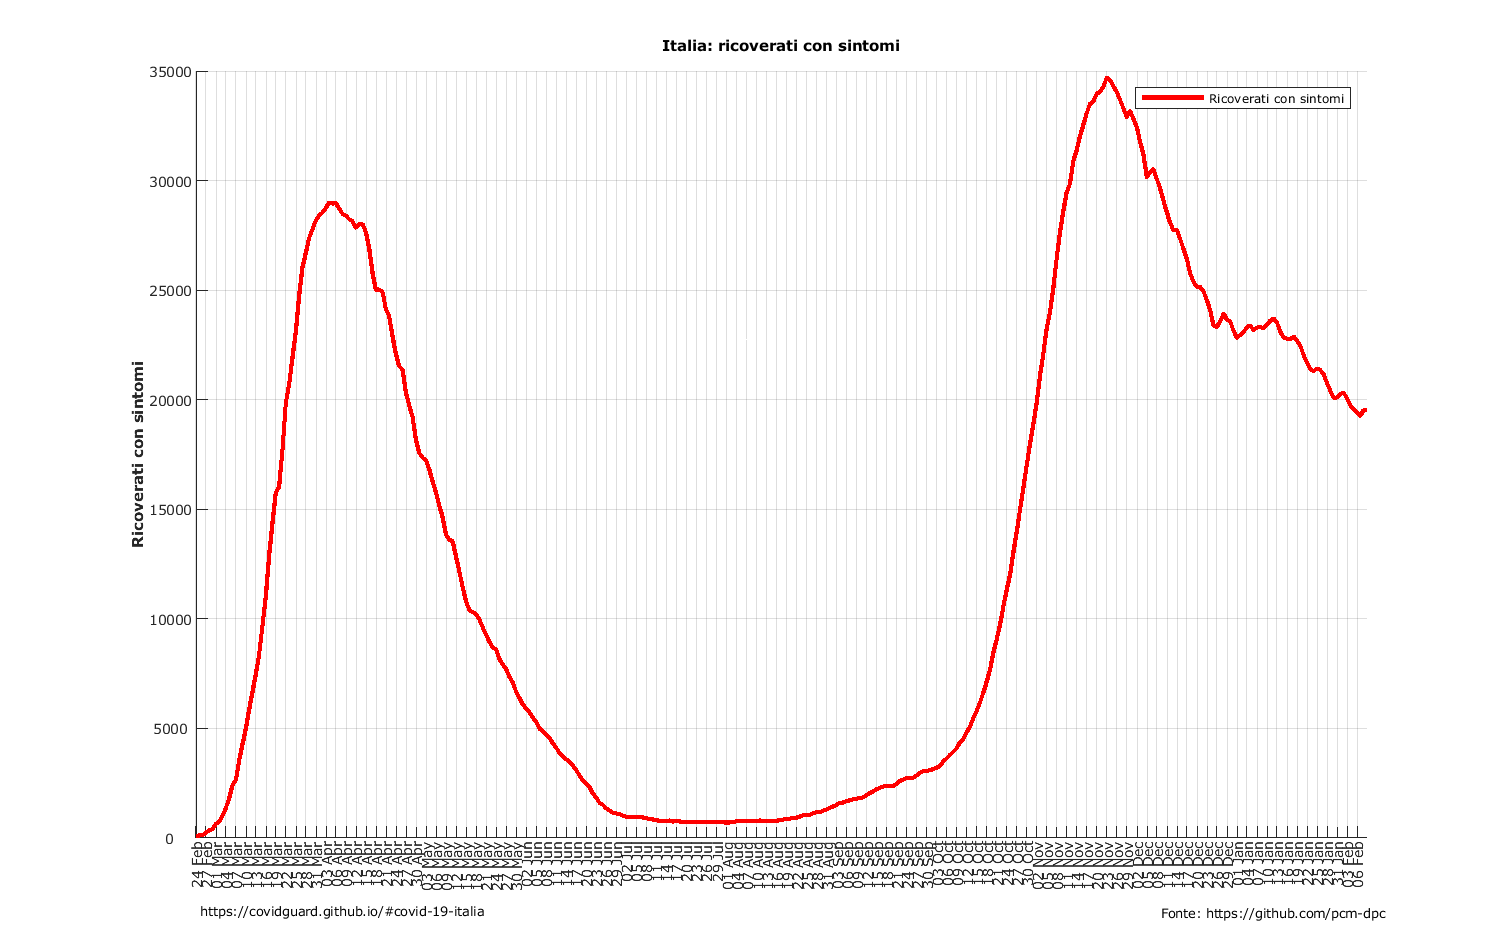 Italia: ricoverati con sintomi
35000
30000
25000
20000
15000
10000
5000
0
Ricoverati con sintomi
Ricoverati con sintomi
24 Feb
27 Feb
01 Mar
04 Mar
07 Mar
10 Mar
13 Mar
16 Mar
19 Mar
22 Mar
25 Mar
28 Mar
31 Mar
03 Apr
06 Apr
09 Apr
12 Apr
15 Apr
18 Apr
21 Apr
24 Apr
27 Apr
30 Apr
03 May
06 May
09 May
12 May
15 May
18 May
21 May
24 May
27 May
30 May
02 Jun
05 Jun
08 Jun
11 Jun
14 Jun
17 Jun
20 Jun
23 Jun
26 Jun
29 Jun
02 Jul
05 Jul
08 Jul
11 Jul
14 Jul
17 Jul
20 Jul
23 Jul
26 Jul
29 Jul
01 Aug
04 Aug
07 Aug
10 Aug
13 Aug
16 Aug
19 Aug
22 Aug
25 Aug
28 Aug
31 Aug
03 Sep
06 Sep
09 Sep
12 Sep
15 Sep
18 Sep
21 Sep
24 Sep
27 Sep
30 Sep
03 Oct
06 Oct
09 Oct
12 Oct
15 Oct
18 Oct
21 Oct
24 Oct
27 Oct
30 Oct
02 Nov
05 Nov
08 Nov
11 Nov
14 Nov
17 Nov
20 Nov
23 Nov
26 Nov
29 Nov
02 Dec
05 Dec
08 Dec
11 Dec
14 Dec
17 Dec
20 Dec
23 Dec
26 Dec
29 Dec
01 Jan
04 Jan
07 Jan
10 Jan
13 Jan
16 Jan
19 Jan
22 Jan
25 Jan
28 Jan
31 Jan
03 Feb
06 Feb
https://covidguard.github.io/#covid-19-italia
Fonte: https://github.com/pcm-dpc